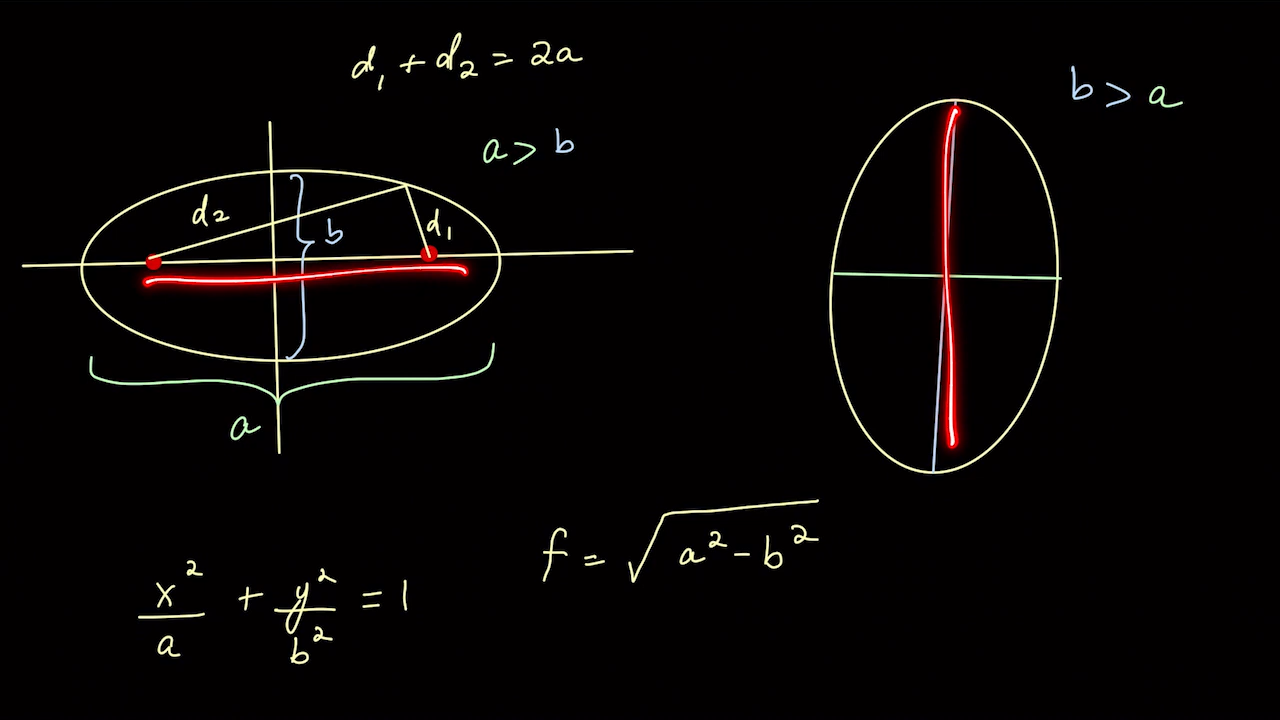 d₁ + d₂ = 2a
b > a
a > b
d₂
d₁
b
a
f = √(a² - b²)
x²/a + y²/b² = 1